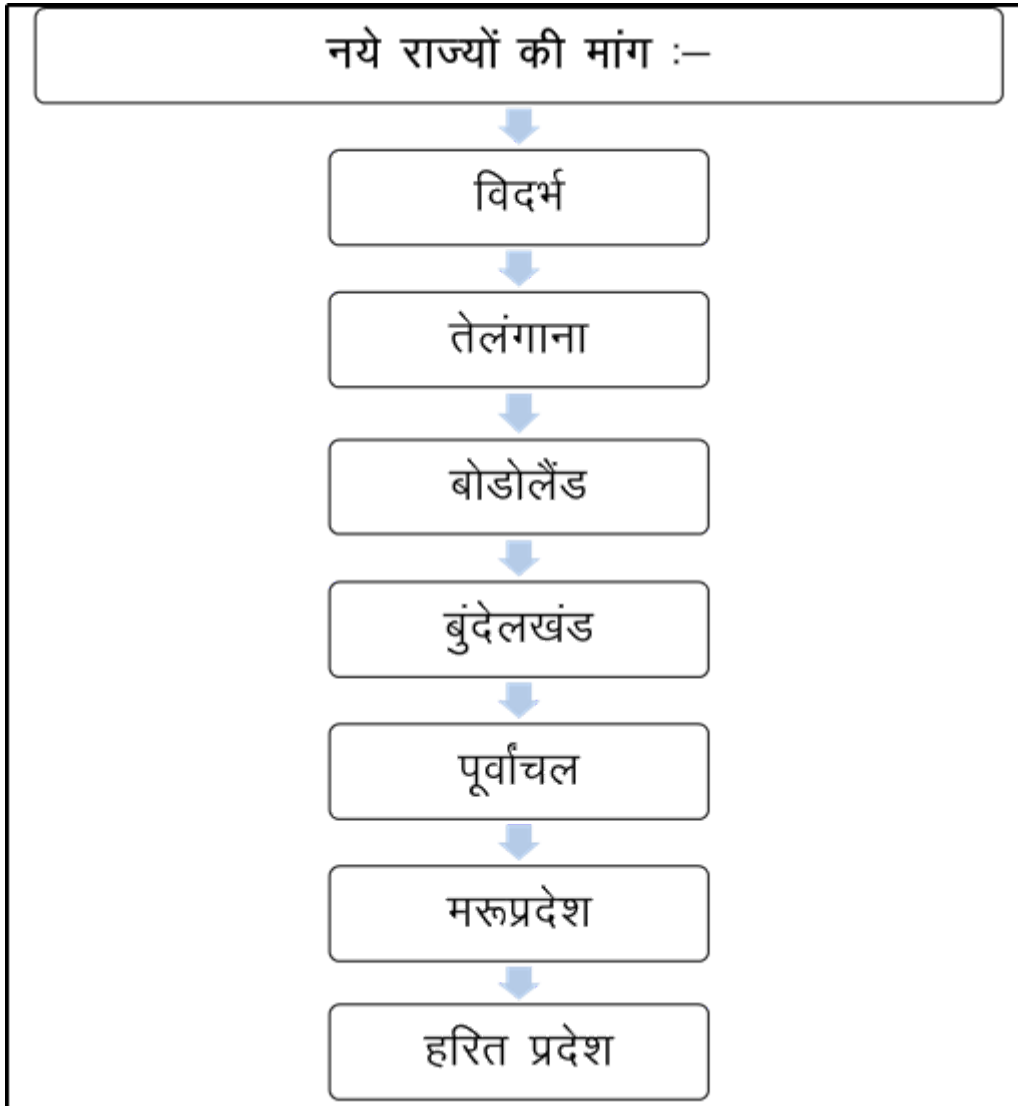 नये राज्यों की मांग :–
विदर्भ
तेलंगाना
बोडोलैंड
बुंदेलखंड
पूर्वांचल
मरूप्रदेश
हरित प्रदेश